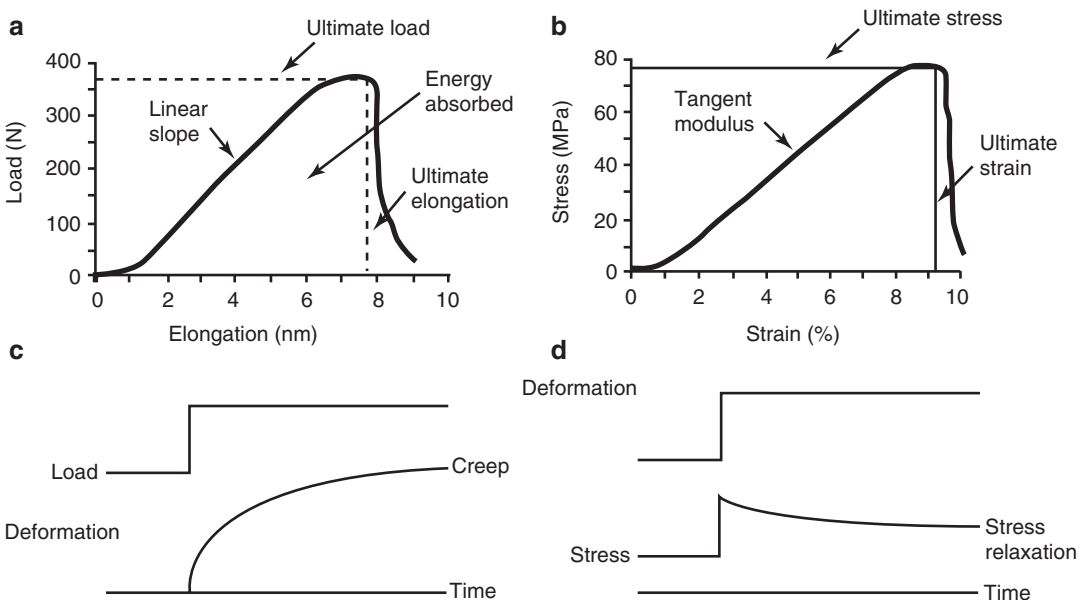 a
Ultimate load
400
300
200
100
0
Load (N)
Linear
slope
Energy
absorbed
Ultimate
elongation
0 2 4 6 8 10
Elongation (nm)
b
Ultimate stress
80
60
40
20
0
Stress (MPa)
Tangent
modulus
Ultimate
strain
0 2 4 6 8 10
Strain (%)
c
Load
Creep
Deformation
Time
d
Deformation
Stress
Stress
relaxation
Time